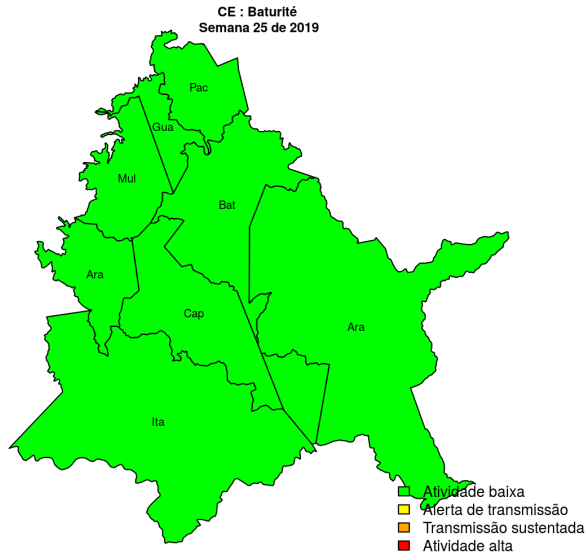 CE : Baturité
Semana 25 de 2019
Pac
Gua
Mul
Bat
Ara
Cap
Ara
Ita
Atividade baixa
Alerta de transmissão
Transmissão sustentada
Atividade alta